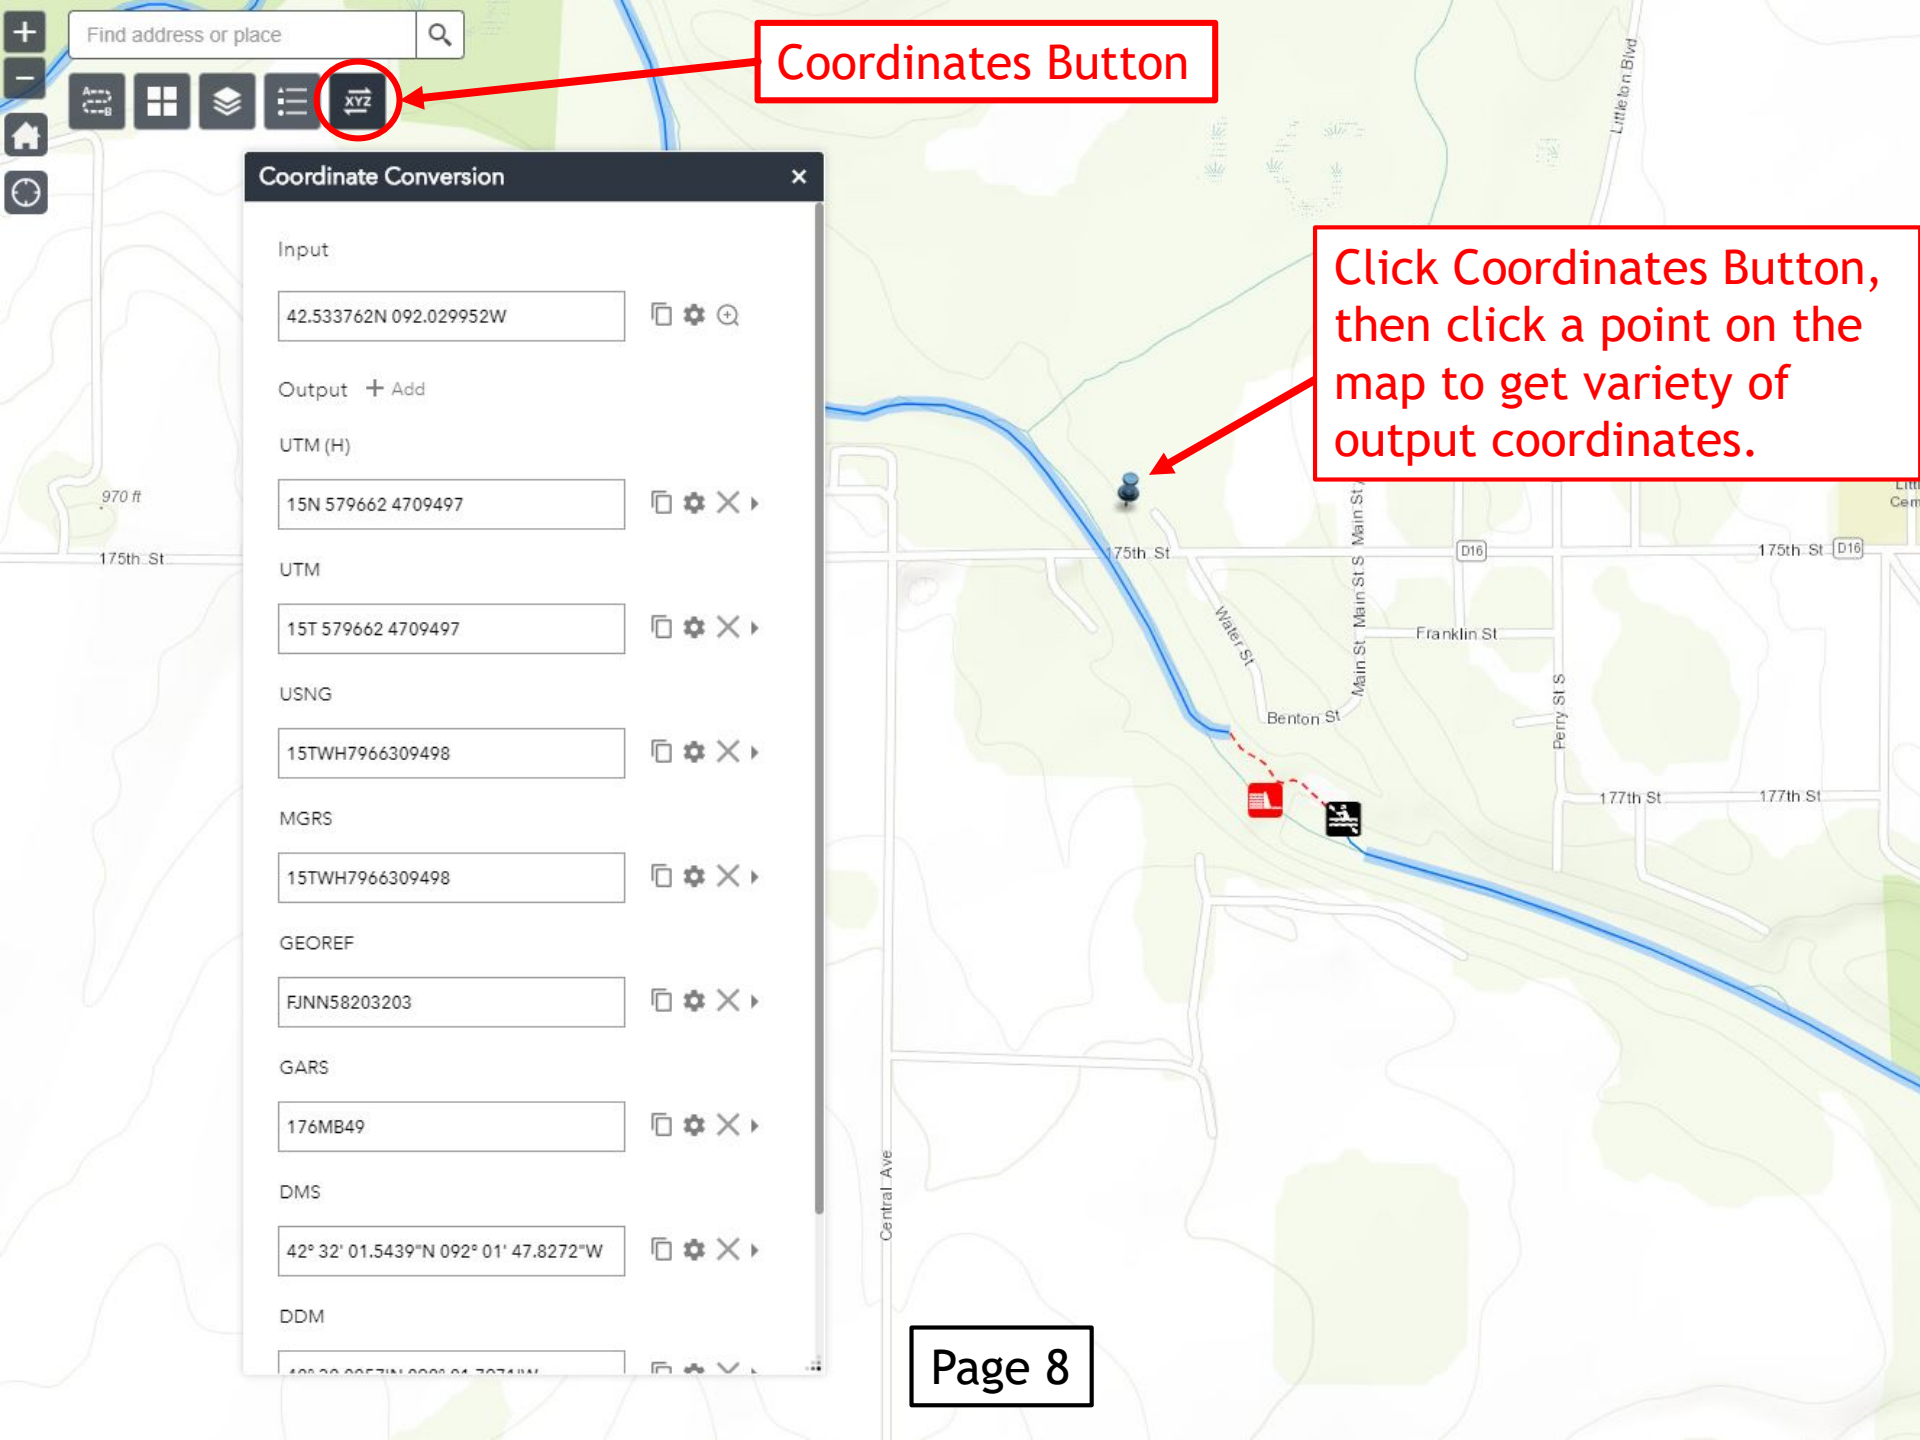 Find address or place
A
B
XYZ
Coordinates Button
Coordinate Conversion
Input
42.533762N 092.029952W
Output + Add
UTM (H)
15N 579662 4709497
UTM
15T 579662 4709497
USNG
15TWH7966309498
MGRS
15TWH7966309498
GEOREF
FJNN58203203
GARS
176MB49
DMS
42° 32' 01.5439"N 092° 01' 47.8272"W
DDM
Click Coordinates Button,
then click a point on the
map to get variety of
output coordinates.
Littleton Blvd
970 ft
175th St
175th St
D16
175th St
D16
Main St
Main St S
Main St
Main St
Water St
Franklin St
Benton St
Perry St S
177th St
177th St
Central Ave
Page 8